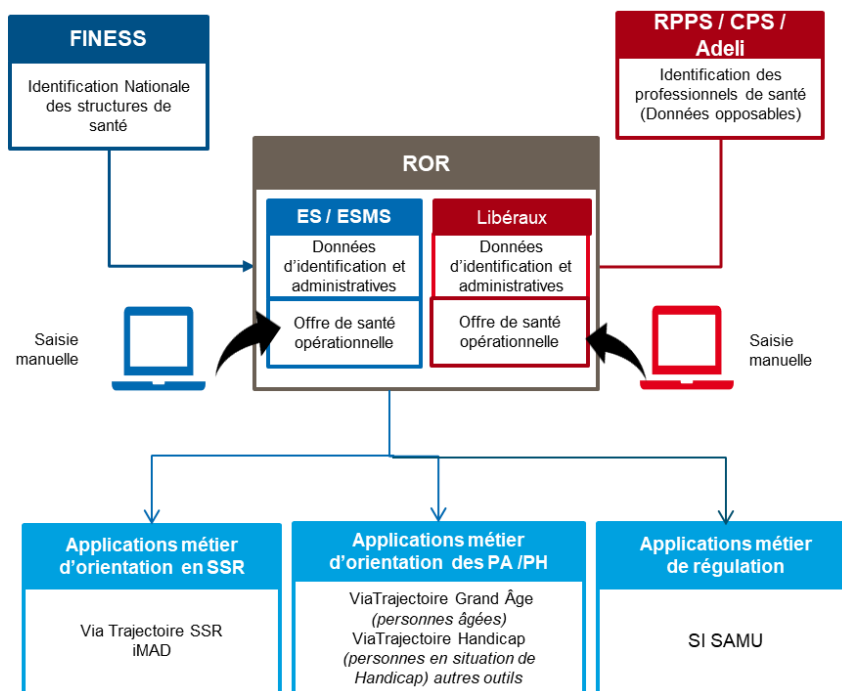 FINESS
Identification Nationale
des structures de
santé
RPPS / CPS /
Adeli
Identification des
professionnels de santé
(Données opposables)
ROR
ES / ESMS
Données
d'identification et
administratives
Offre de santé
opérationnelle
Libéraux
Données
d'identification et
administratives
Offre de santé
opérationnelle
Saisie
manuelle
Saisie
manuelle
Applications métier
d'orientation en SSR
Via Trajectoire SSR
iMAD
Applications métier
d'orientation des PA /PH
ViaTrajectoire Grand Âge
(personnes âgées)
ViaTrajectoire Handicap
(personnes en situation de
Handicap) autres outils
Applications métier
de régulation
SI SAMU